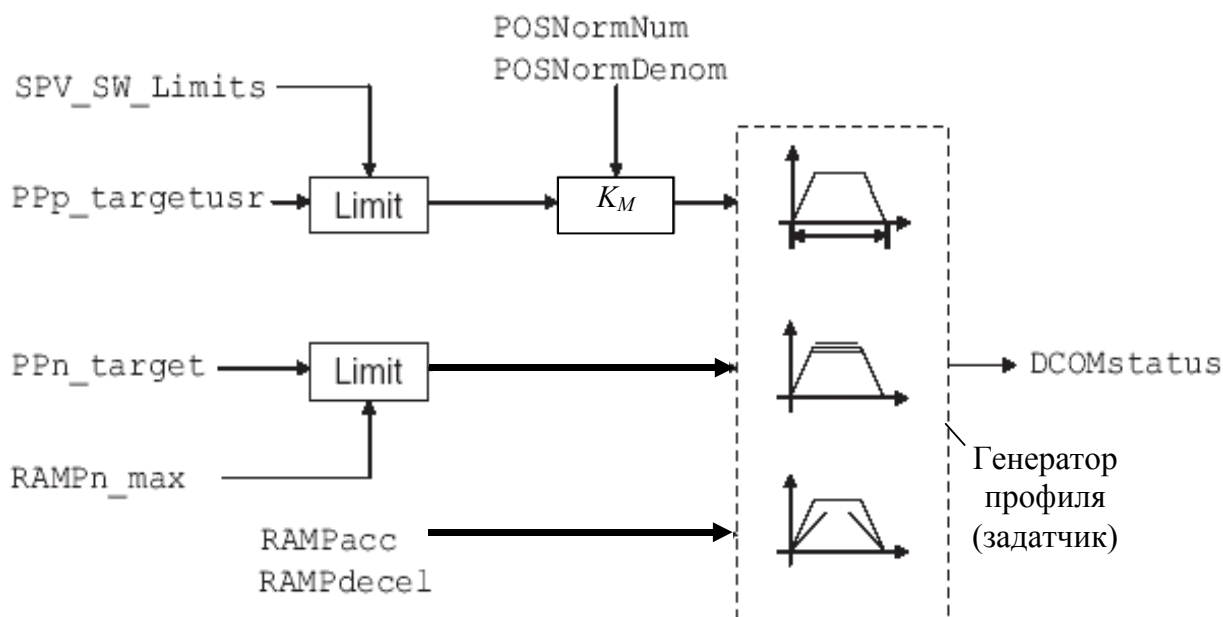 POSNormNum
POSNormDenom
SPV_SW_Limits
PPp_targetusr
Limit
K_M
PPn_target
Limit
DCOMstatus
RAMPn_max
Генератор
профиля
(задатчик)
RAMPacc
RAMPdecel